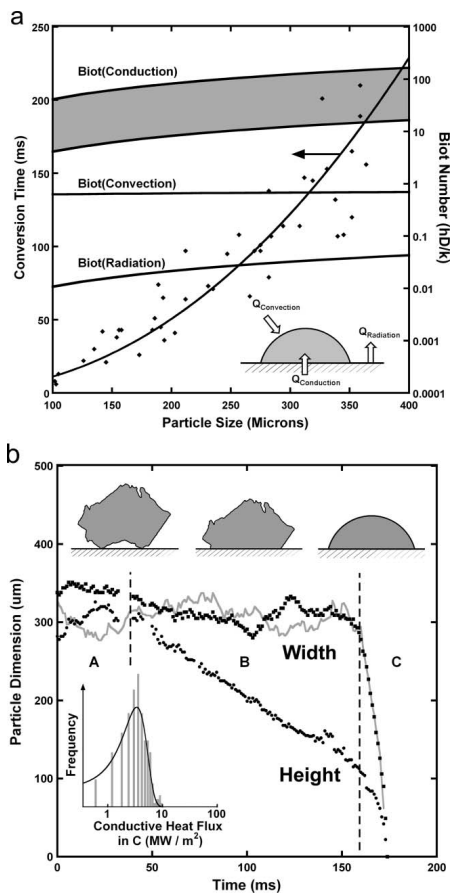 a
250
200
150
100
50
0
Conversion Time (ms)
1000
100
10
1
0.1
0.01
0.001
0.0001
Biot Number (hD/k)
Biot(Conduction)
Biot(Convection)
Biot(Radiation)
QConvection
QRadiation
QConduction
100 150 200 250 300 350 400
Particle Size (Microns)
b
500
400
300
200
100
0
Particle Dimension (um)
A
B
C
Width
Height
Frequency
1 10 100
Conductive Heat Flux
in C (MW / m²)
0 50 100 150 200
Time (ms)